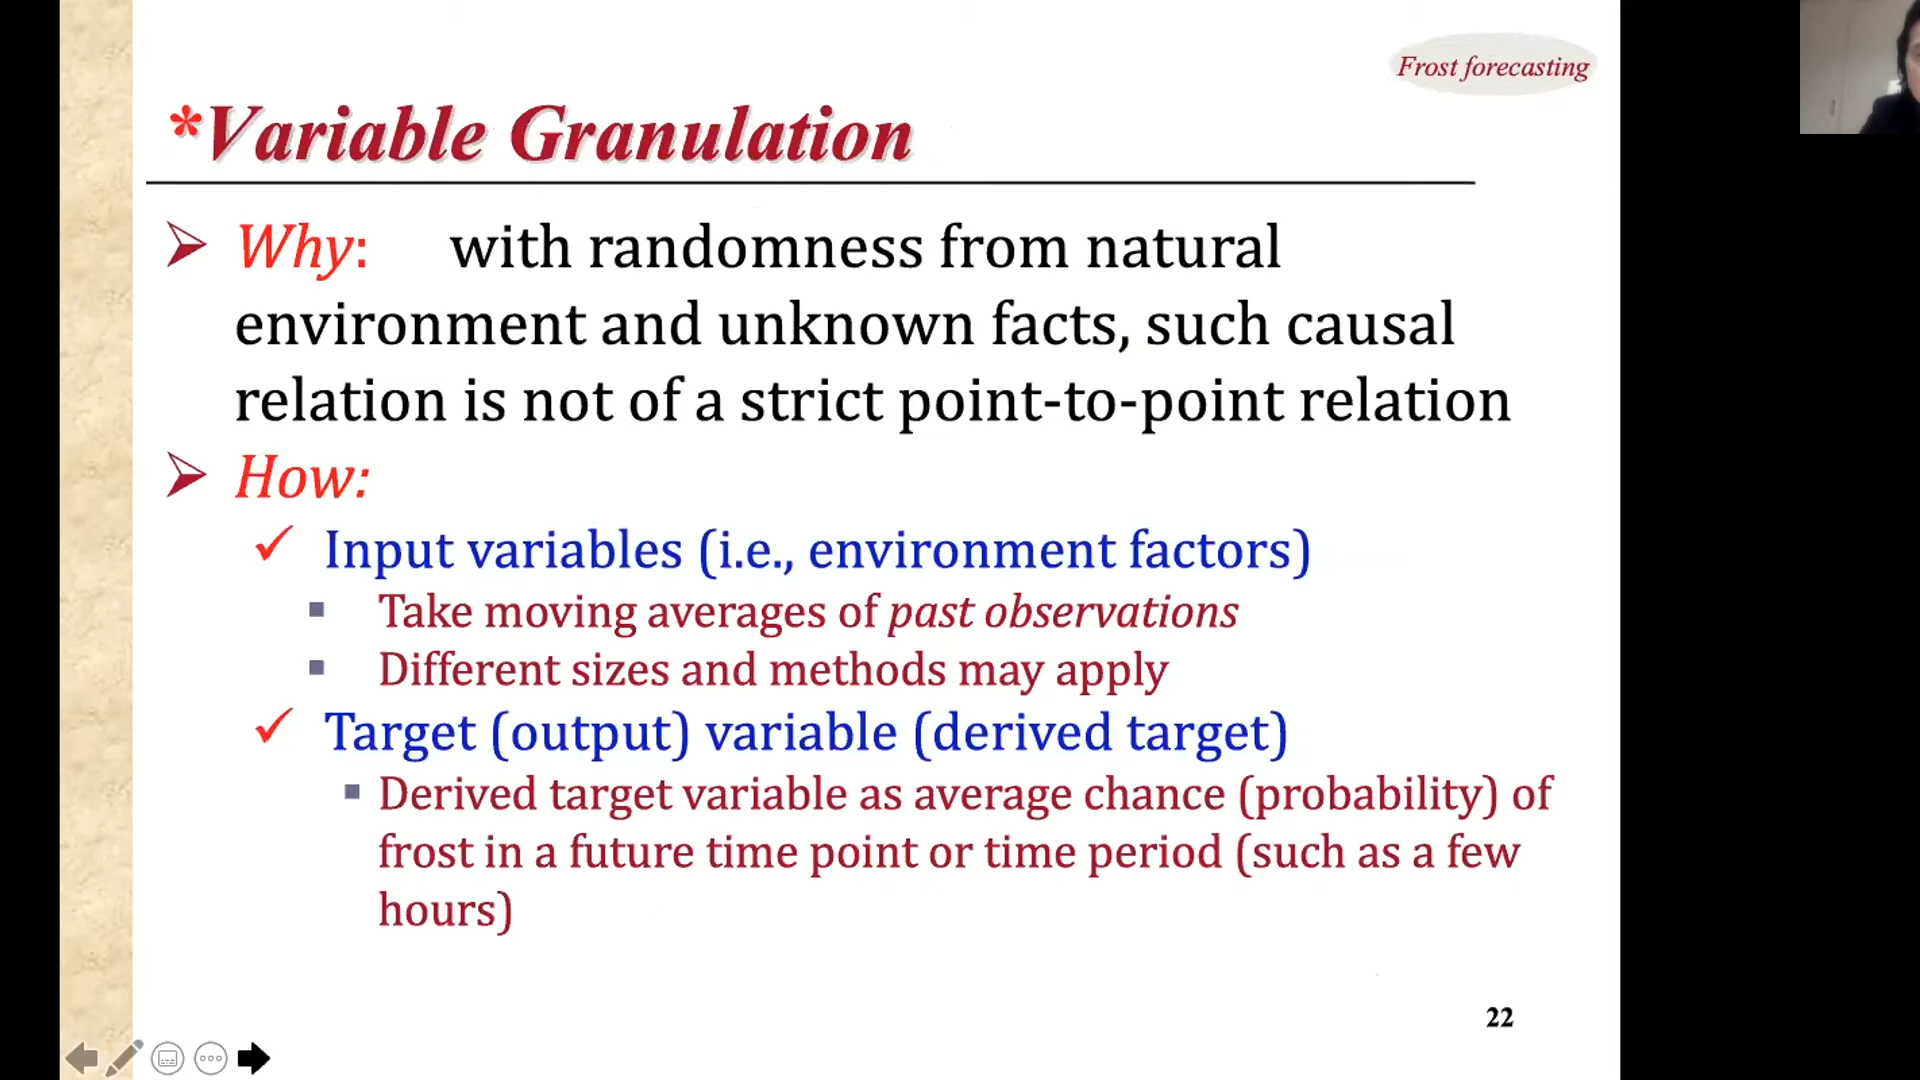 Frost forecasting
*Variable Granulation
Why: with randomness from natural
environment and unknown facts, such causal
relation is not of a strict point-to-point relation
How:
Input variables (i.e., environment factors)
Take moving averages of past observations
Different sizes and methods may apply
Target (output) variable (derived target)
Derived target variable as average chance (probability) of
frost in a future time point or time period (such as a few
hours)
22